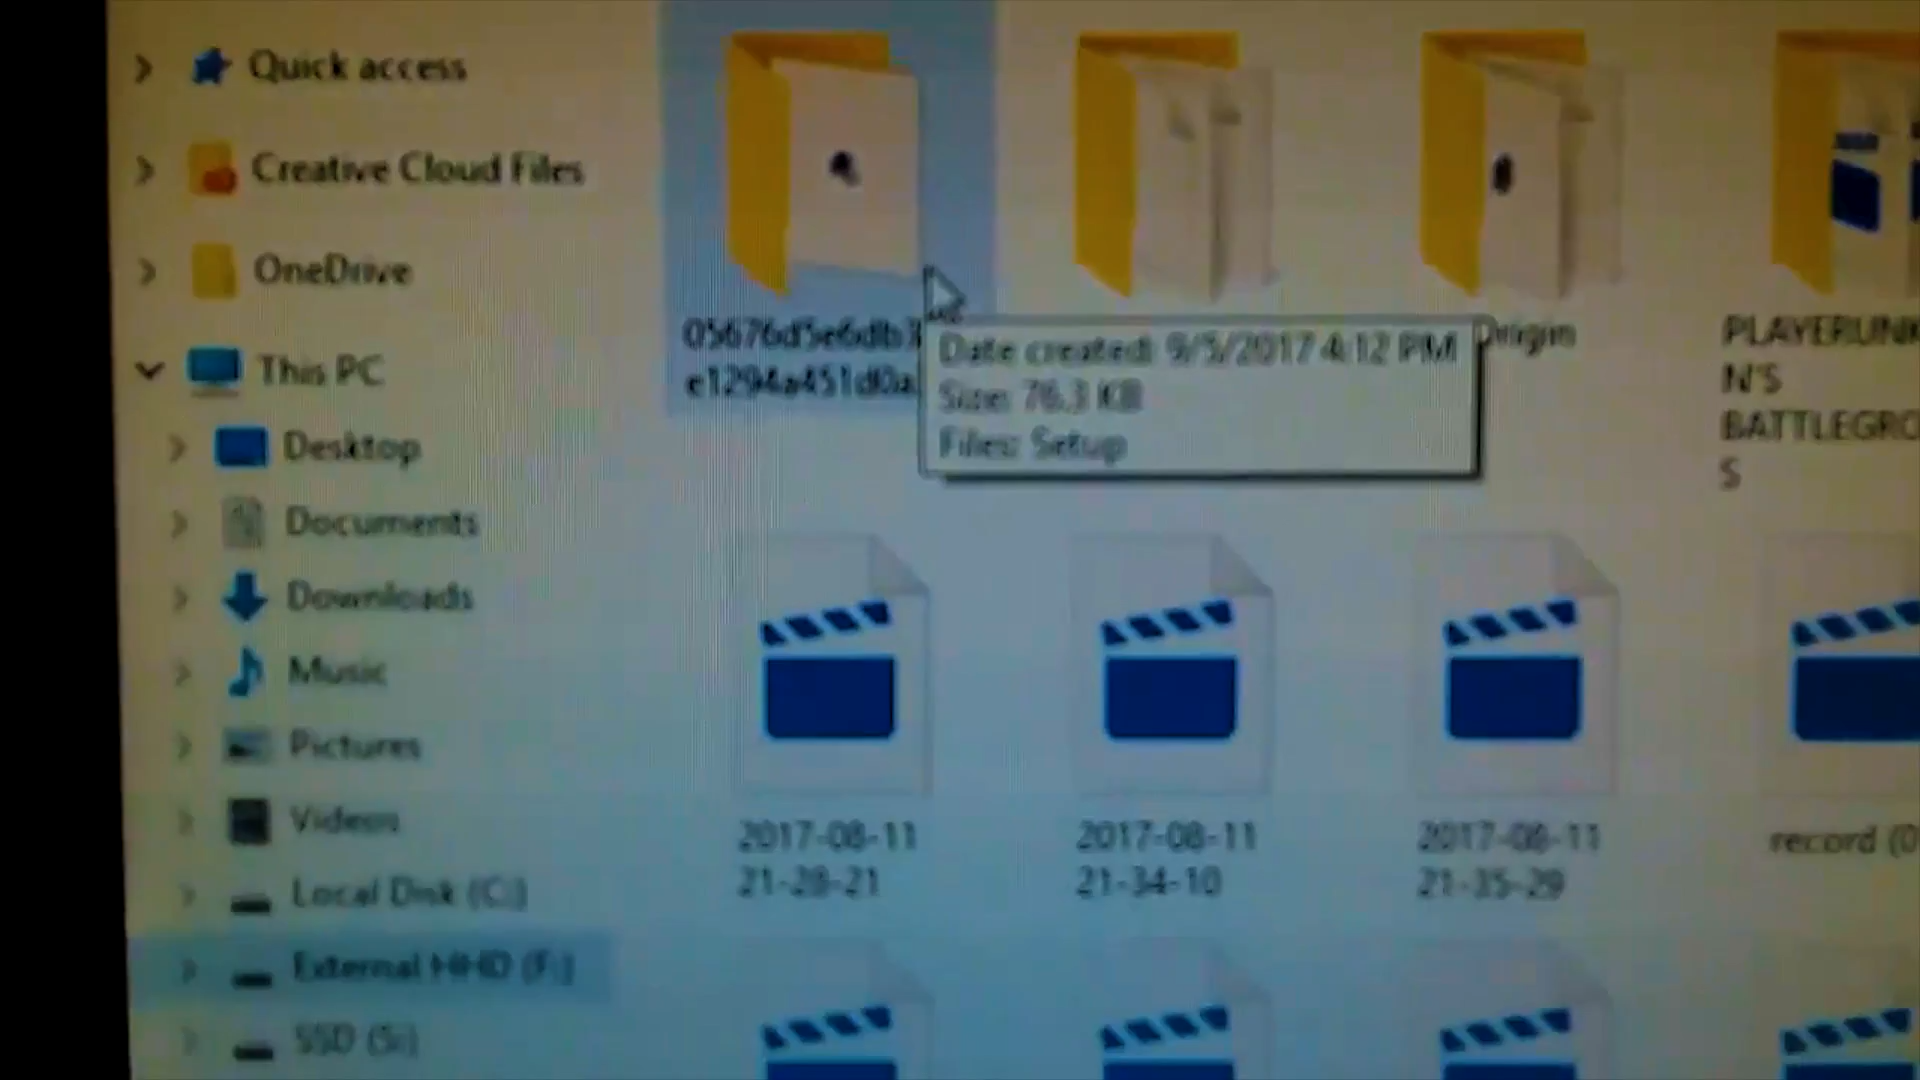 Quick access
Creative Cloud Files
OneDrive
This PC
Desktop
Documents
Downloads
Music
Pictures
Videos
Local Disk (C:)
External HHD (F:)
SSD (S:)
05676d5e6db3
e1294a451d0a
Date created: 9/5/2017 4:12 PM
Size: 76.3 KB
Files: Setup
Origin
PLAYERUNK
N'S
BATTLEGRO
S
2017-08-11
21-28-21
2017-08-11
21-34-10
2017-08-11
21-35-29
record (0